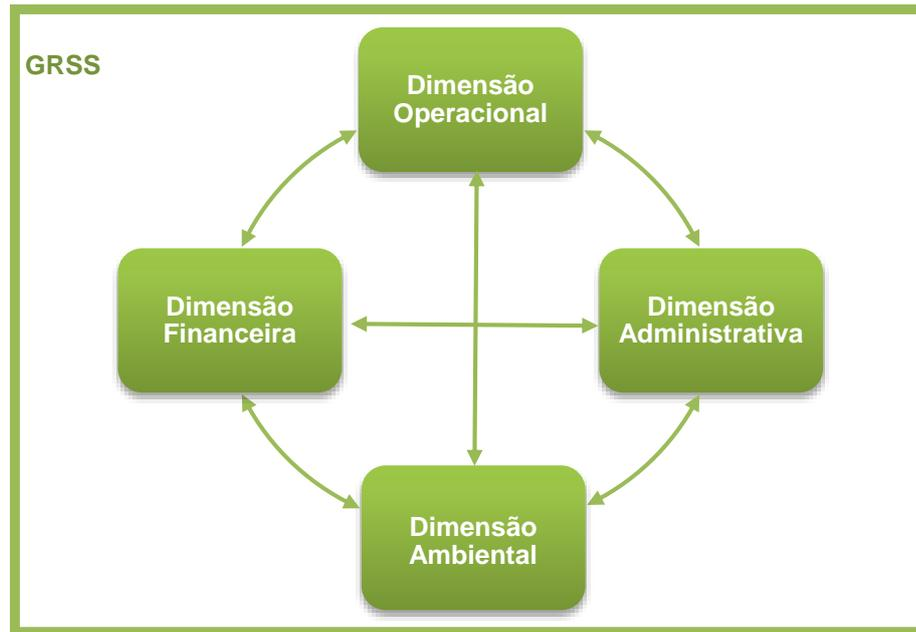 GRSS
Dimensão
Operacional
Dimensão
Financeira
Dimensão
Administrativa
Dimensão
Ambiental